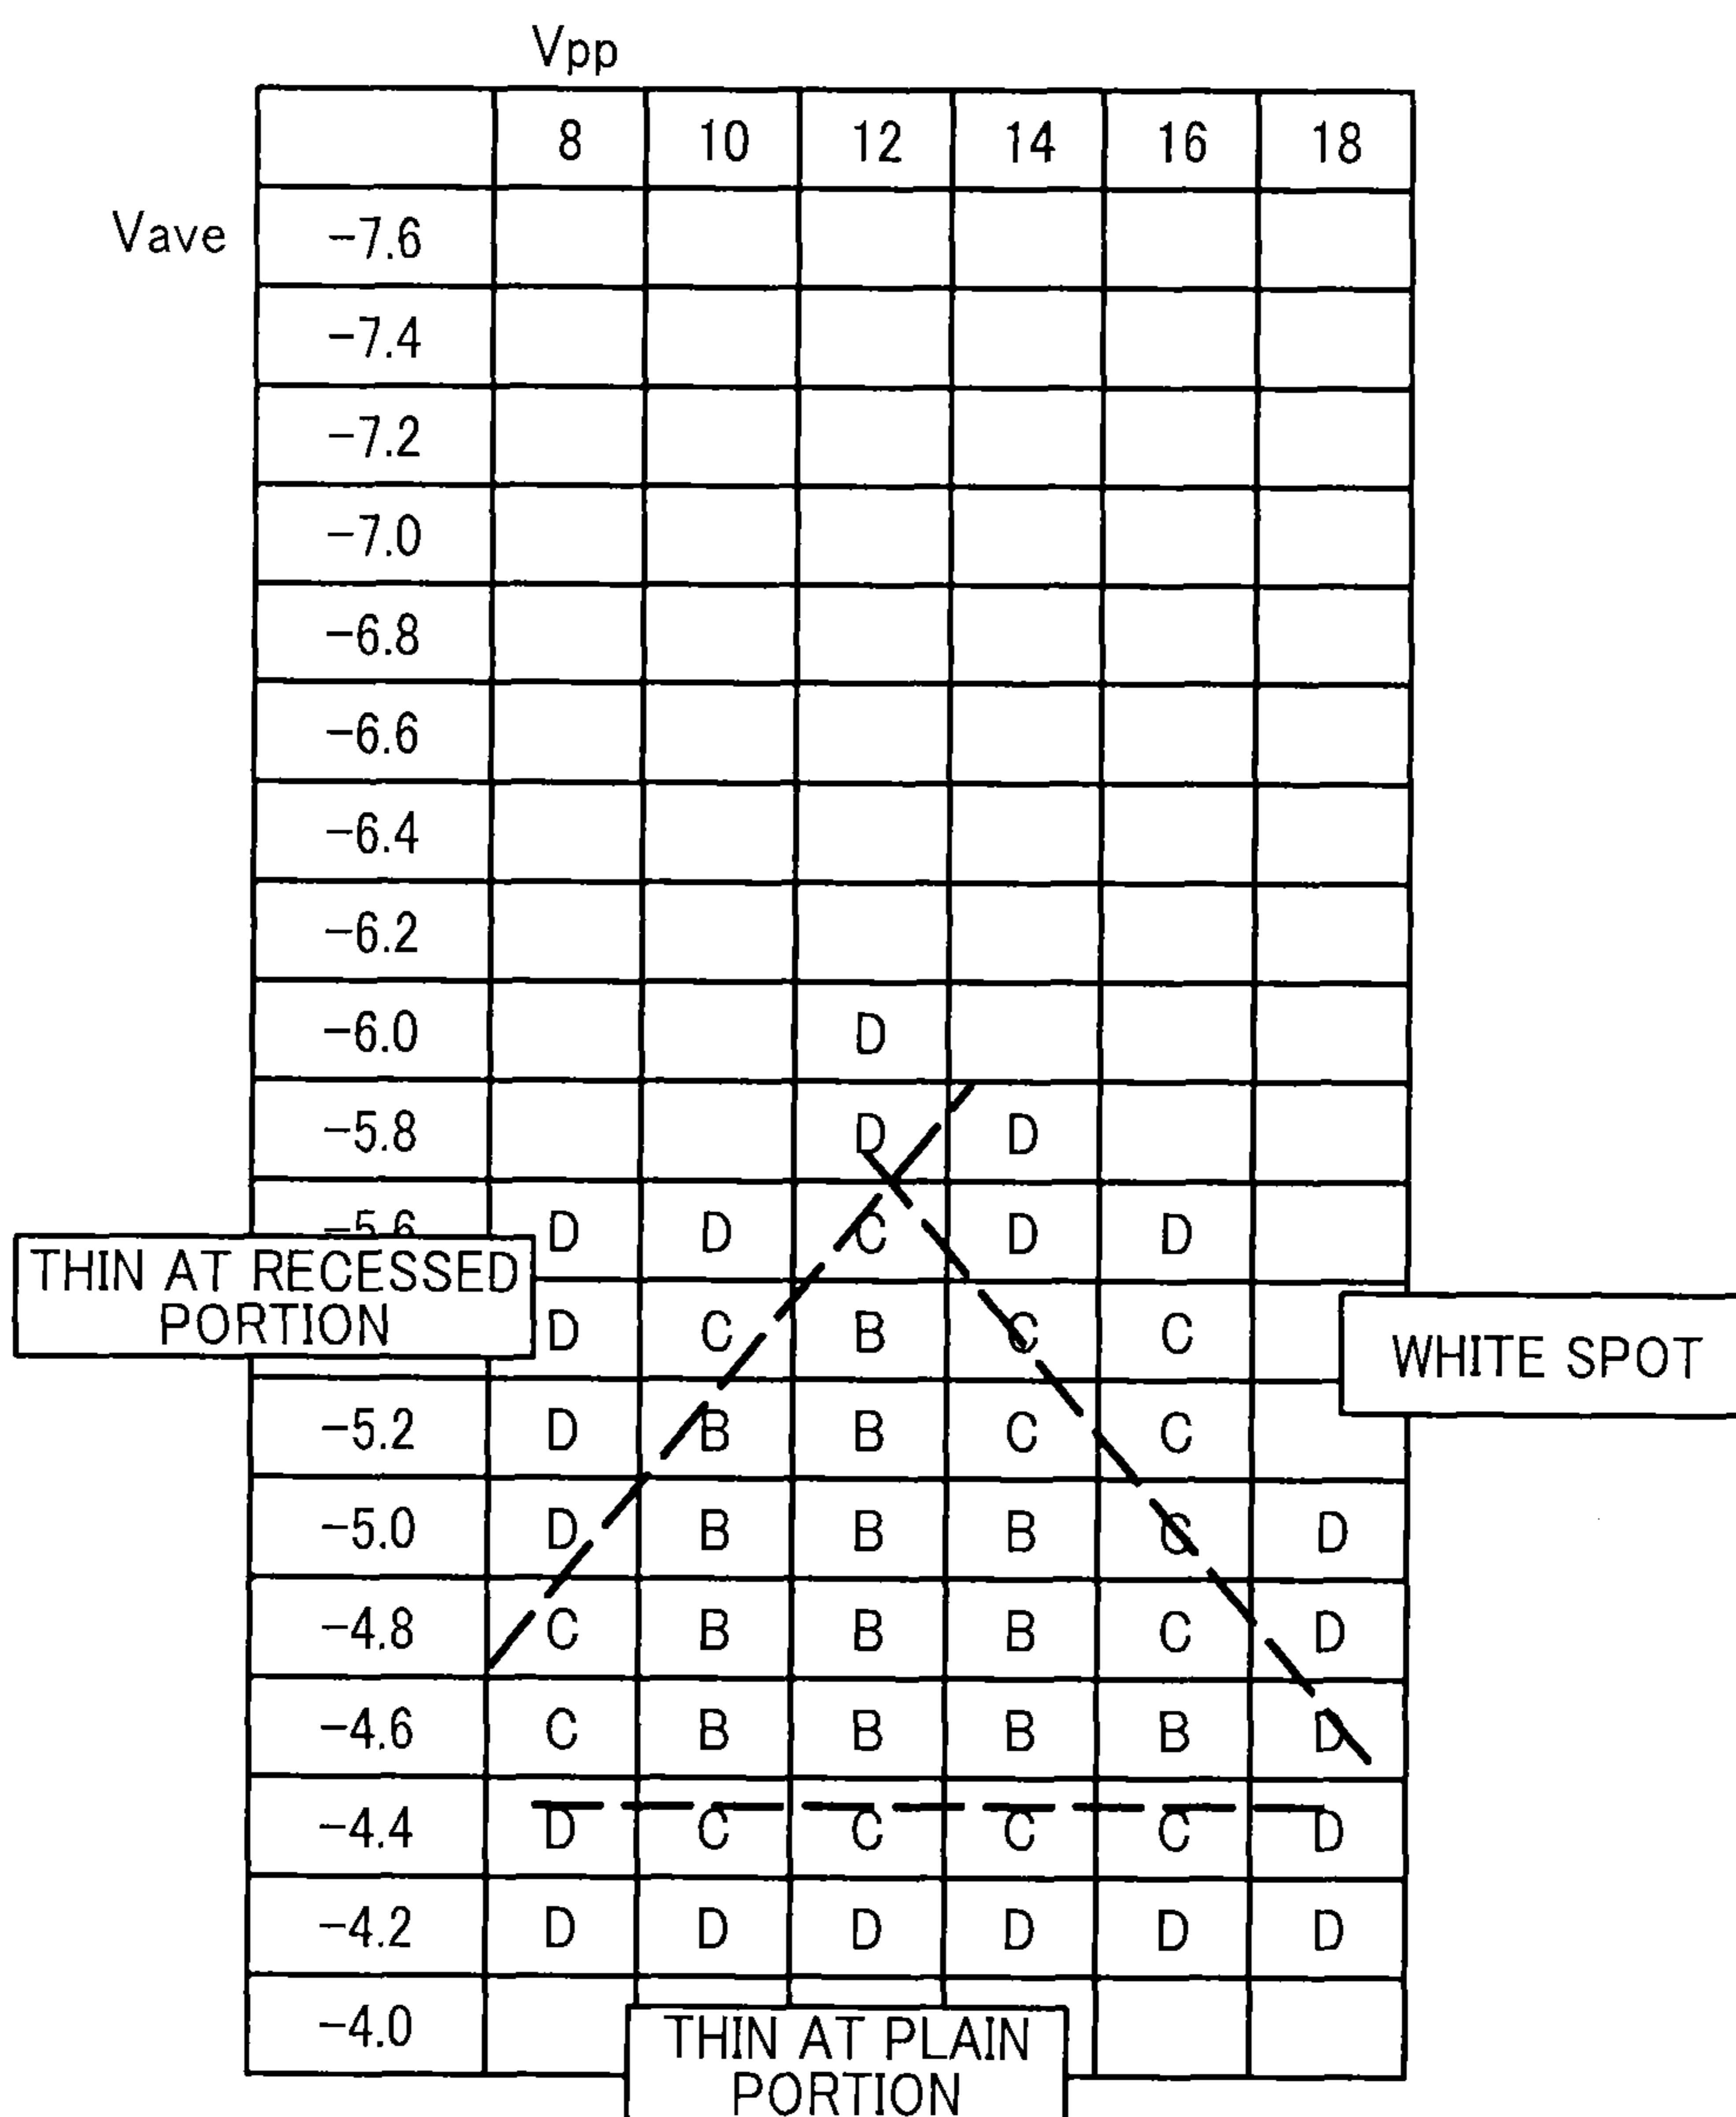 Vpp
8 10 12 14 16 18
Vave −7.6
−7.4
−7.2
−7.0
−6.8
−6.6
−6.4
−6.2
−6.0 D
−5.8 D D
−5.6 D D C D D
THIN AT RECESSED
PORTION
D C B C C
WHITE SPOT
−5.2 D B B C C
−5.0 D B B B C D
−4.8 C B B B C D
−4.6 C B B B B D
−4.4 D C C C C D
−4.2 D D D D D D
−4.0
THIN AT PLAIN
PORTION